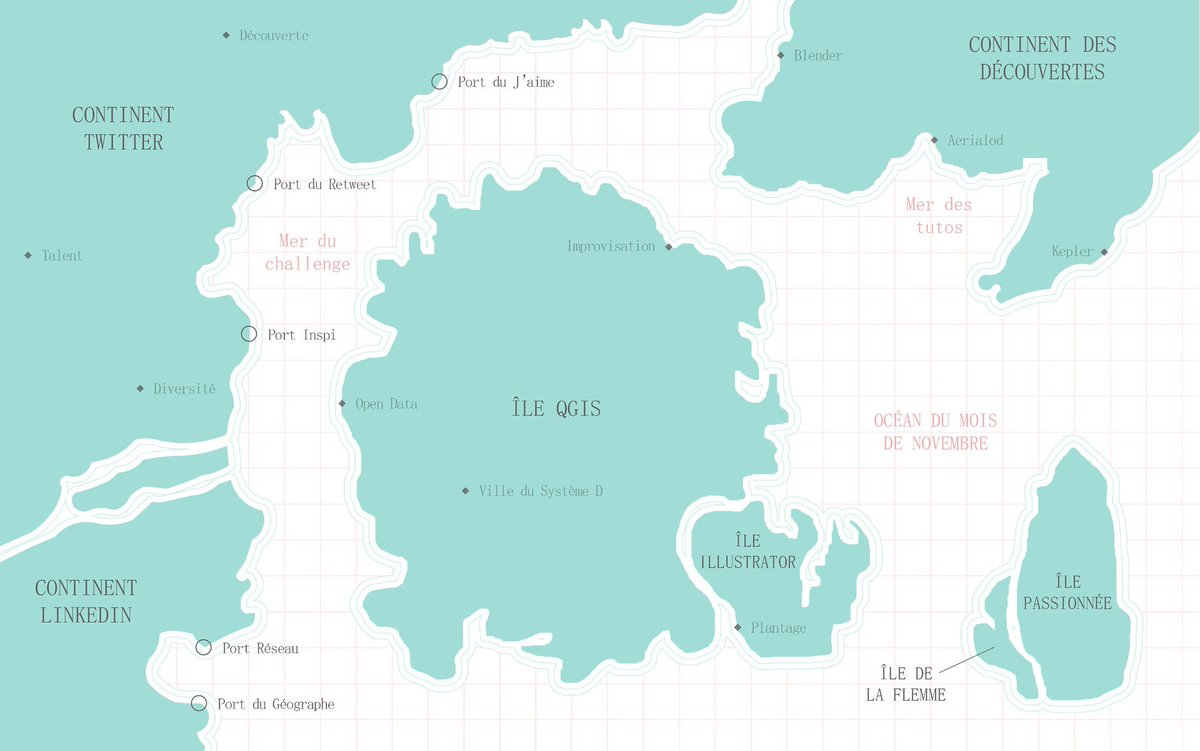 Découverte
CONTINENT DES
DÉCOUVERTES
Blender
Port du J'aime
CONTINENT
TWITTER
Aerialod
Port du Retweet
Mer des
tutos
Mer du
challenge
Improvisation
Talent
Kepler
Port Inspi
Diversité
Open Data
ÎLE QGIS
OCÉAN DU MOIS
DE NOVEMBRE
Ville du Système D
ÎLE
ILLUSTRATOR
CONTINENT
LINKEDIN
ÎLE
PASSIONNÉE
Plantage
Port Réseau
ÎLE DE
LA FLEMME
Port du Géographe